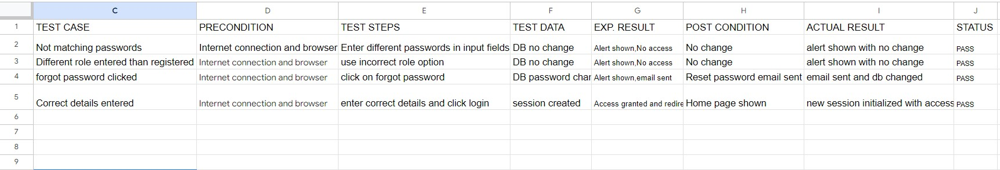 C D E F G H I J
1 TEST CASE PRECONDITION TEST STEPS TEST DATA EXP. RESULT POST CONDITION ACTUAL RESULT STATUS
2 Not matching passwords Internet connection and browser Enter different passwords in input fields DB no change Alert shown,No access No change alert shown with no change PASS
3 Different role entered than registered Internet connection and browser use incorrect role option DB no change Alert shown,No access No change alert shown with no change PASS
4 forgot password clicked Internet connection and browser click on forgot password DB password char Alert shown,email sent Reset password email sent email sent and db changed PASS
5 Correct details entered Internet connection and browser enter correct details and click login session created Access granted and redire Home page shown new session initialized with access PASS
6
7
8
9